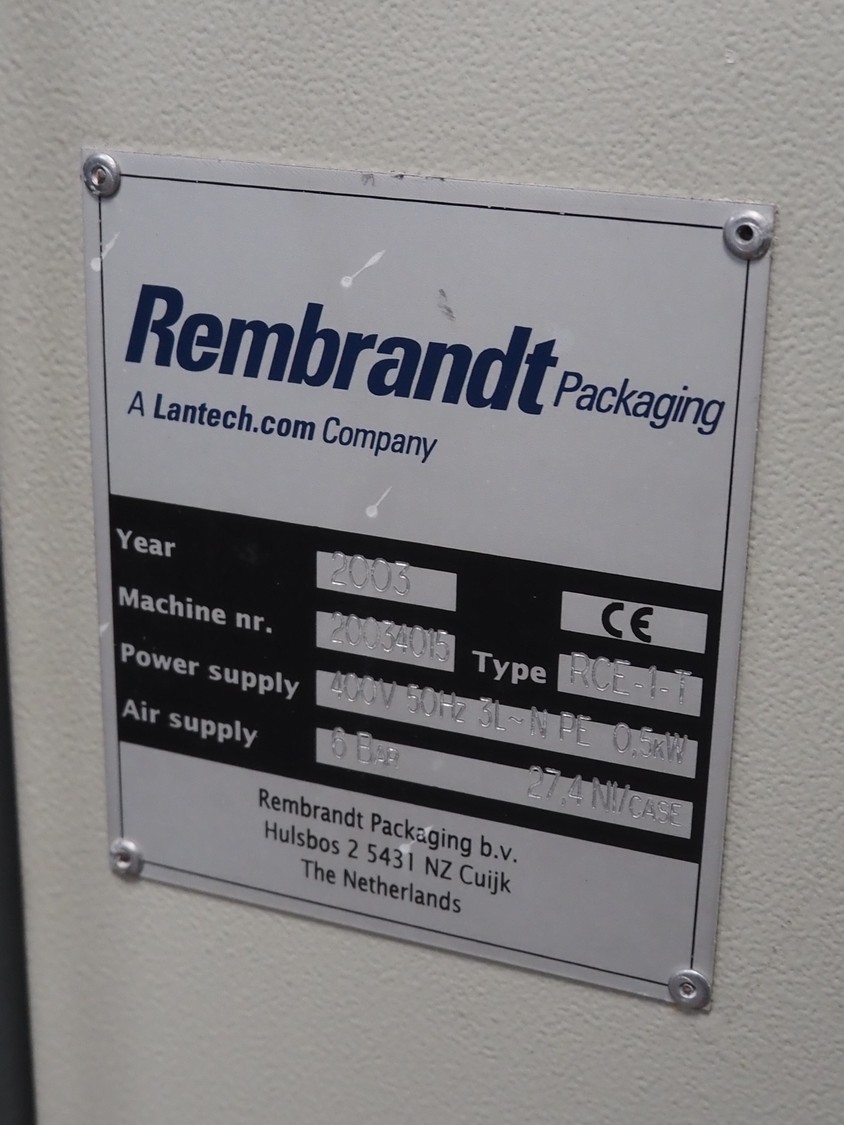 Rembrandt Packaging
A Lantech.com Company
Year 2003 CE
Machine nr. 20034015 Type RCE-1-T
Power supply 400V 50Hz 3L~N PE 0,5kW
Air supply 6 BAR 27,4 Nl/CASE
Rembrandt Packaging b.v.
Hulsbos 2 5431 NZ Cuijk
The Netherlands